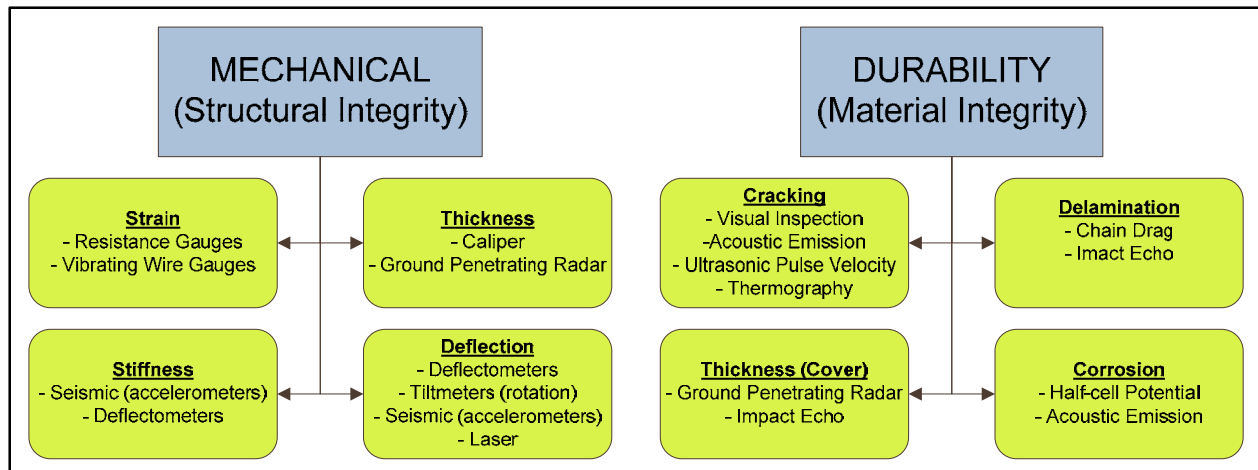 MECHANICAL
(Structural Integrity)
Strain
- Resistance Gauges
- Vibrating Wire Gauges
Thickness
- Caliper
- Ground Penetrating Radar
Stiffness
- Seismic (accelerometers)
- Deflectometers
Deflection
- Deflectometers
- Tiltmeters (rotation)
- Seismic (accelerometers)
- Laser
DURABILITY
(Material Integrity)
Cracking
- Visual Inspection
-Acoustic Emission
- Ultrasonic Pulse Velocity
- Thermography
Delamination
- Chain Drag
- Imact Echo
Thickness (Cover)
- Ground Penetrating Radar
- Impact Echo
Corrosion
- Half-cell Potential
- Acoustic Emission